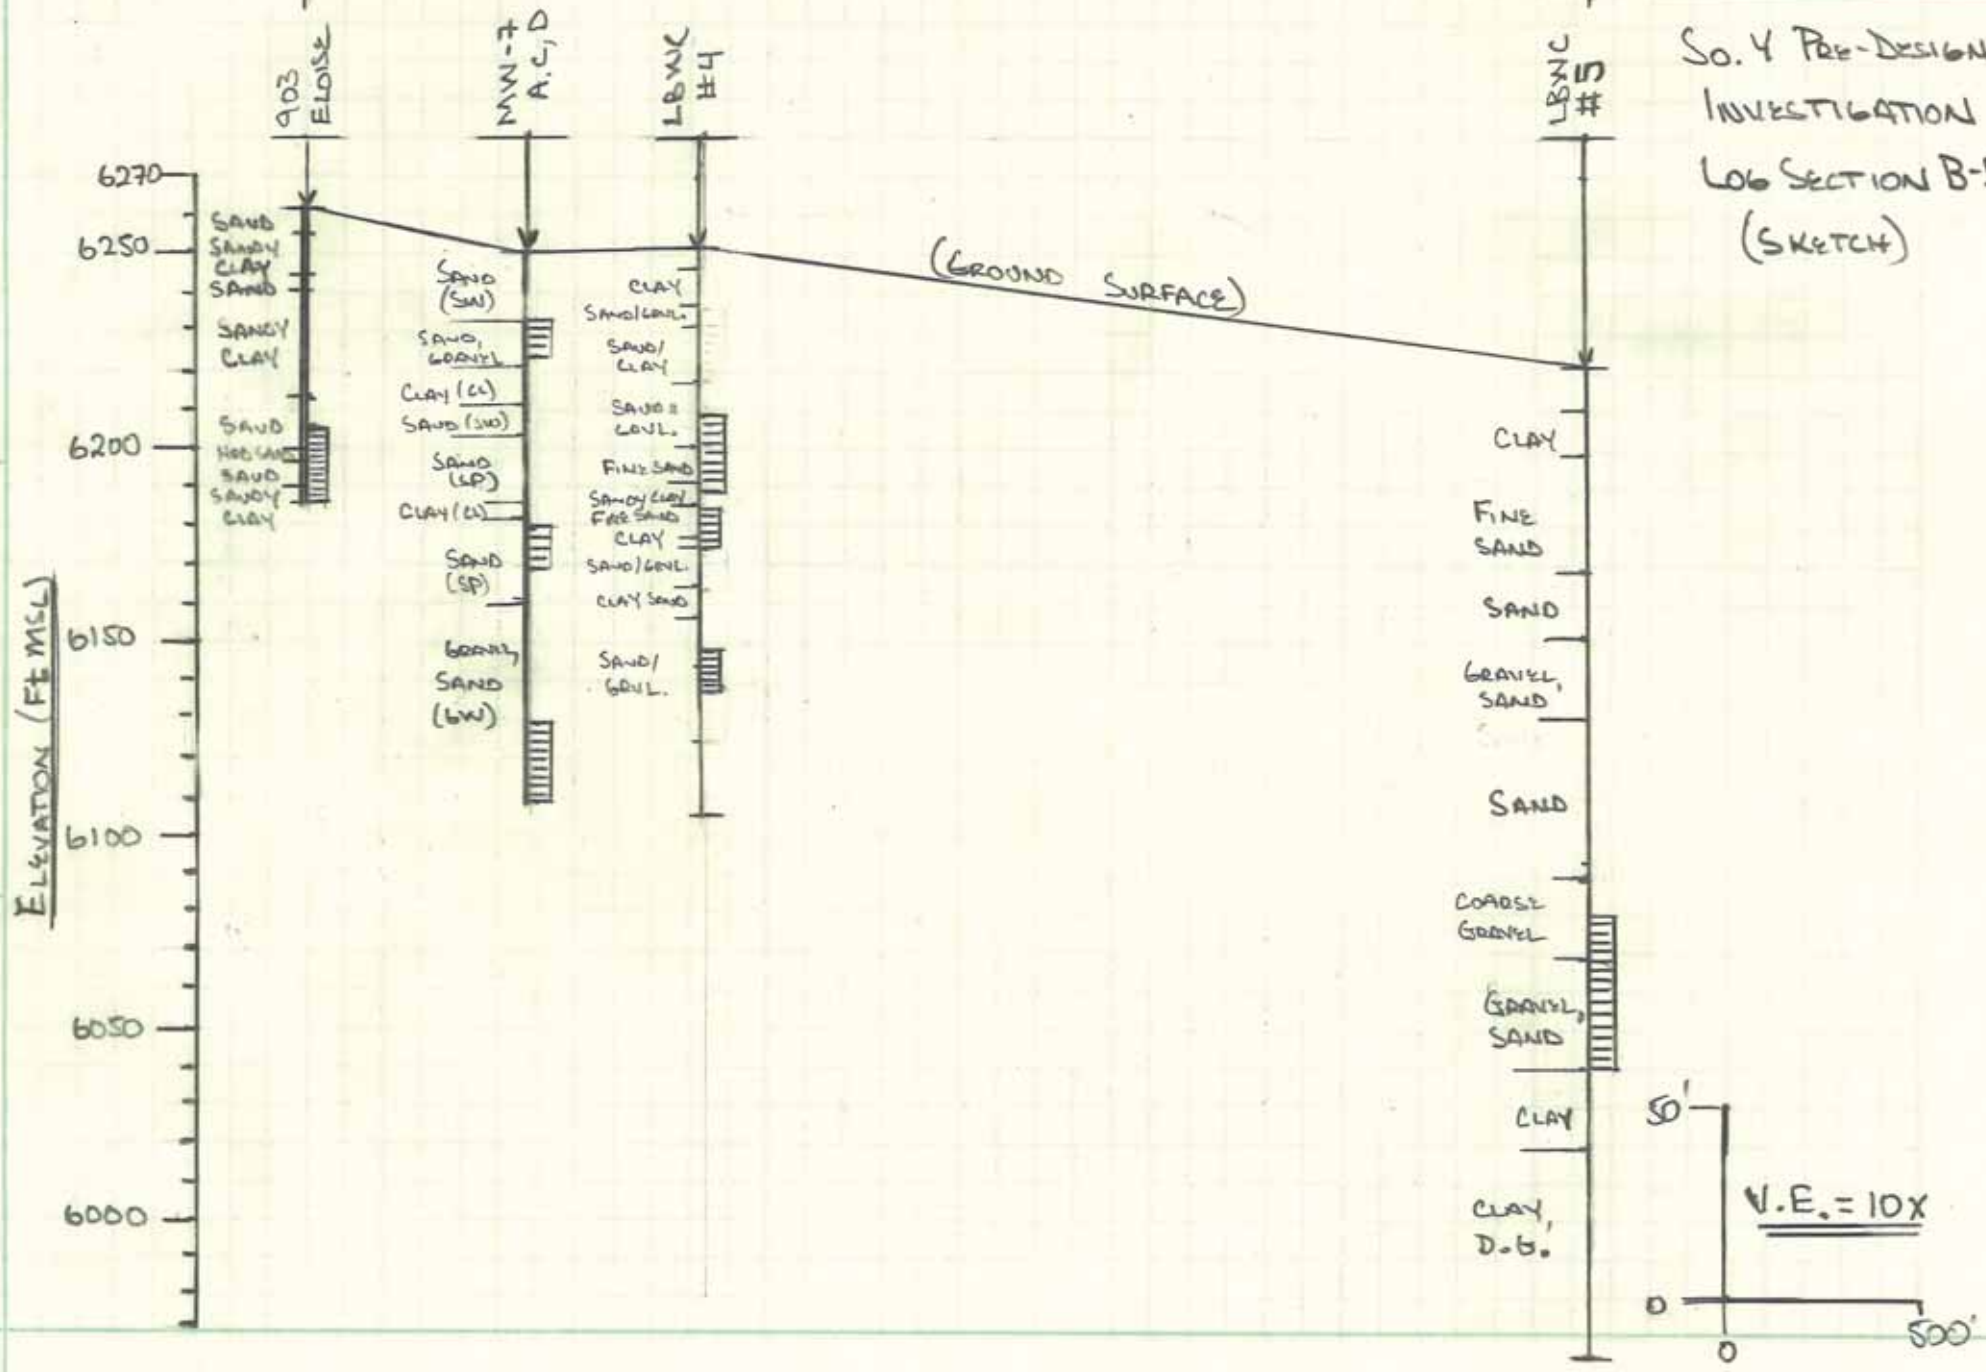 903
ELOISE
MW-7
A,C,D
LBWC
#4
LBWC
#5
So. Y PRE-DESIGN
INVESTIGATION
LOG SECTION B-
(SKETCH)
ELEVATION (Ft MSL)
6270
6250
6200
6150
6100
6050
6000
(GROUND SURFACE)
SAND
SANDY
CLAY
SAND
SANDY
CLAY
SAND
SAND
SANDY
CLAY
SAND
(SW)
SAND,
GRAVEL
CLAY (CL)
SAND (SW)
SAND
(SP)
CLAY (CL)
SAND
(SP)
GRAVEL,
SAND
(GW)
CLAY
SAND/GRVL.
SAND/
CLAY
SAND &
GRVL.
FINE SAND
SANDY CLAY
FINE SAND
CLAY
SAND/GRVL.
CLAY SAND
SAND/
GRVL.
CLAY
FINE
SAND
SAND
GRAVEL,
SAND
SAND
COARSE
GRAVEL
GRAVEL,
SAND
CLAY
CLAY,
D.G.
50'
V.E. = 10X
0
0
500'